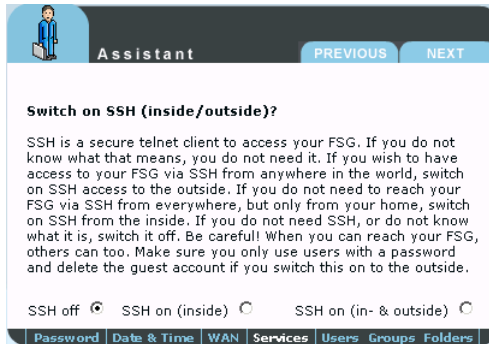 Assistant PREVIOUS NEXT
Switch on SSH (inside/outside)?
SSH is a secure telnet client to access your FSG. If you do not
know what that means, you do not need it. If you wish to have
access to your FSG via SSH from anywhere in the world, switch
on SSH access to the outside. If you do not need to reach your
FSG via SSH from everywhere, but only from your home, switch
on SSH from the inside. If you do not need SSH, or do not know
what it is, switch it off. Be careful! When you can reach your FSG,
others can too. Make sure you only use users with a password
and delete the guest account if you switch this on to the outside.
SSH off SSH on (inside) SSH on (in- & outside)
Password Date & Time WAN Services Users Groups Folders